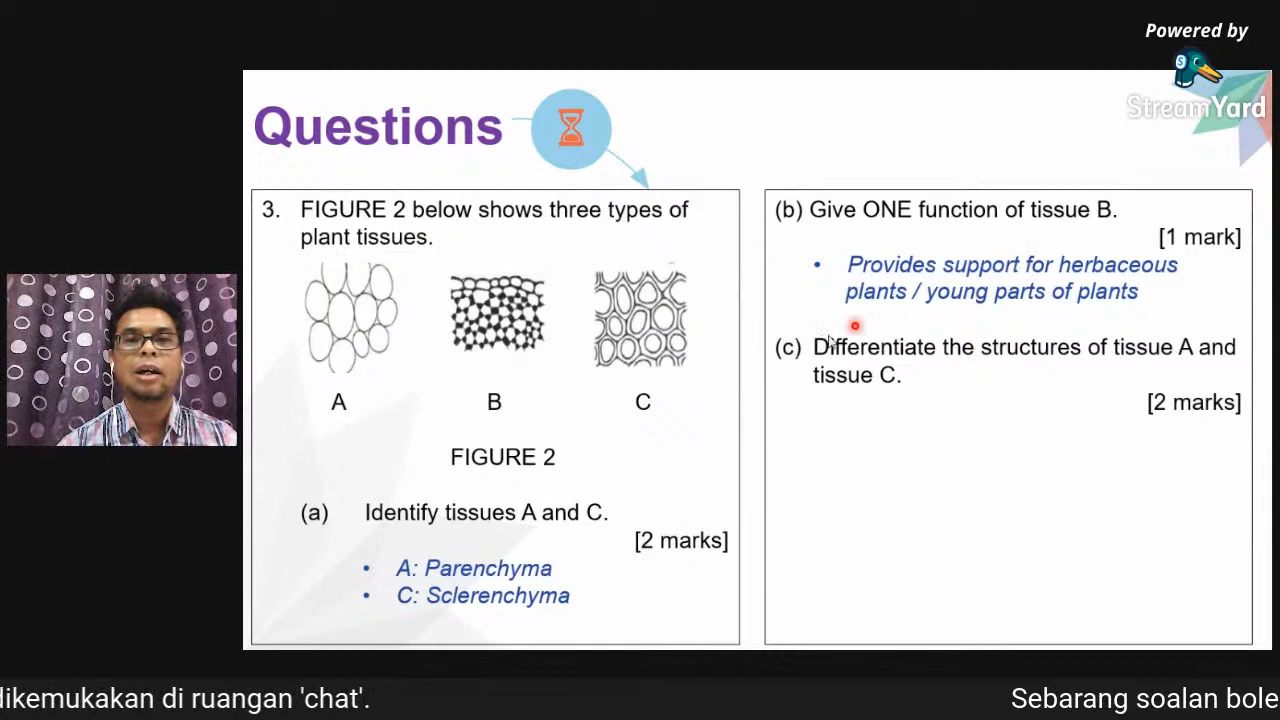 Powered by
StreamYard
Questions
3. FIGURE 2 below shows three types of
plant tissues.
A B C
FIGURE 2
(a) Identify tissues A and C.
[2 marks]
• A: Parenchyma
• C: Sclerenchyma
(b) Give ONE function of tissue B.
[1 mark]
• Provides support for herbaceous
plants / young parts of plants
(c) Differentiate the structures of tissue A and
tissue C.
[2 marks]
dikemukakan di ruangan 'chat'. Sebarang soalan bole